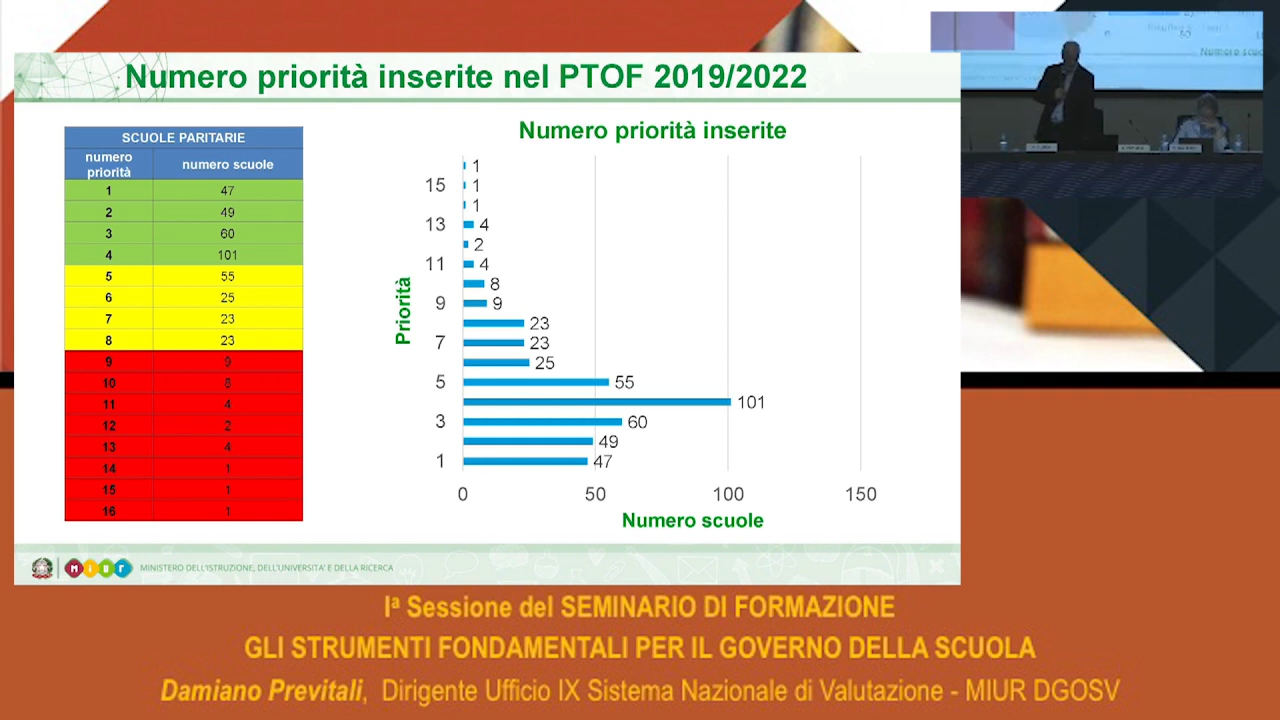 Numero priorità inserite nel PTOF 2019/2022
SCUOLE PARITARIE
numero priorità numero scuole
1 47
2 49
3 60
4 101
5 55
6 25
7 23
8 23
9 9
10 8
11 4
12 2
13 4
14 1
15 1
16 1
Numero priorità inserite
Priorità
1
15 1
1
13 4
2
11 4
8
9 9
23
7 23
25
5 55
101
3 60
49
1 47
0 50 100 150
Numero scuole
MIUR
MINISTERO DELL'ISTRUZIONE, DELL'UNIVERSITA' E DELLA RICERCA
Iª Sessione del SEMINARIO DI FORMAZIONE
GLI STRUMENTI FONDAMENTALI PER IL GOVERNO DELLA SCUOLA
Damiano Previtali, Dirigente Ufficio IX Sistema Nazionale di Valutazione - MIUR DGOSV